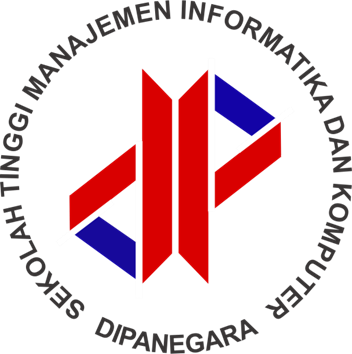 SEKOLAH TINGGI MANAJEMEN INFORMATIKA DAN KOMPUTER
DIPANEGARA